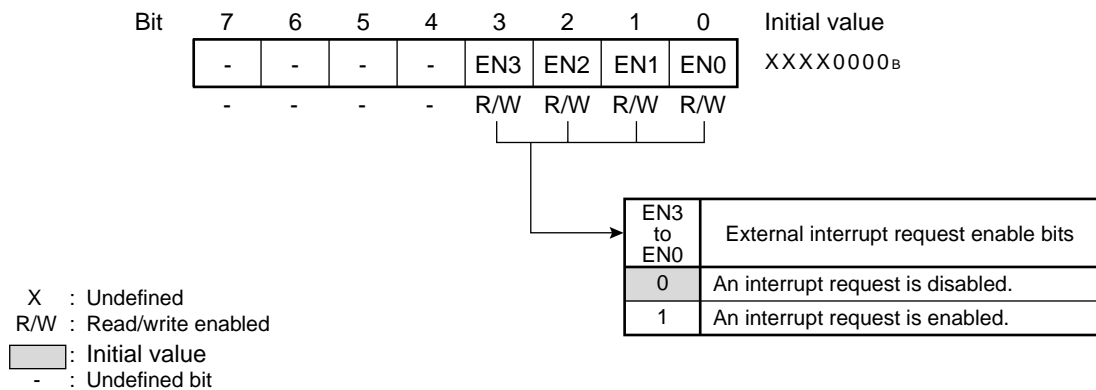 Bit 7 6 5 4 3 2 1 0 Initial value
- - - - EN3 EN2 EN1 EN0 XXXX0000B
- - - - R/W R/W R/W R/W
EN3
to
EN0
External interrupt request enable bits
0 An interrupt request is disabled.
1 An interrupt request is enabled.
X : Undefined
R/W : Read/write enabled
: Initial value
- : Undefined bit